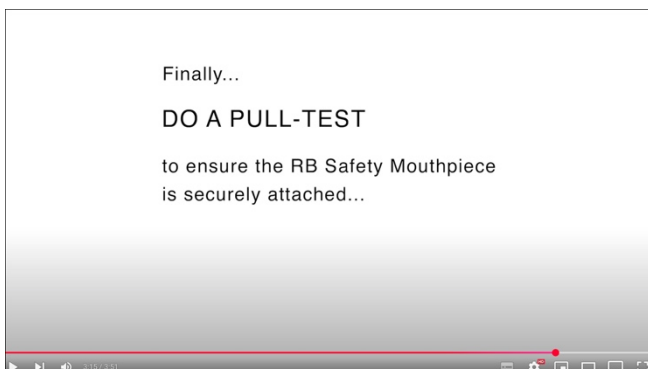 Finally...
DO A PULL-TEST
to ensure the RB Safety Mouthpiece
is securely attached...